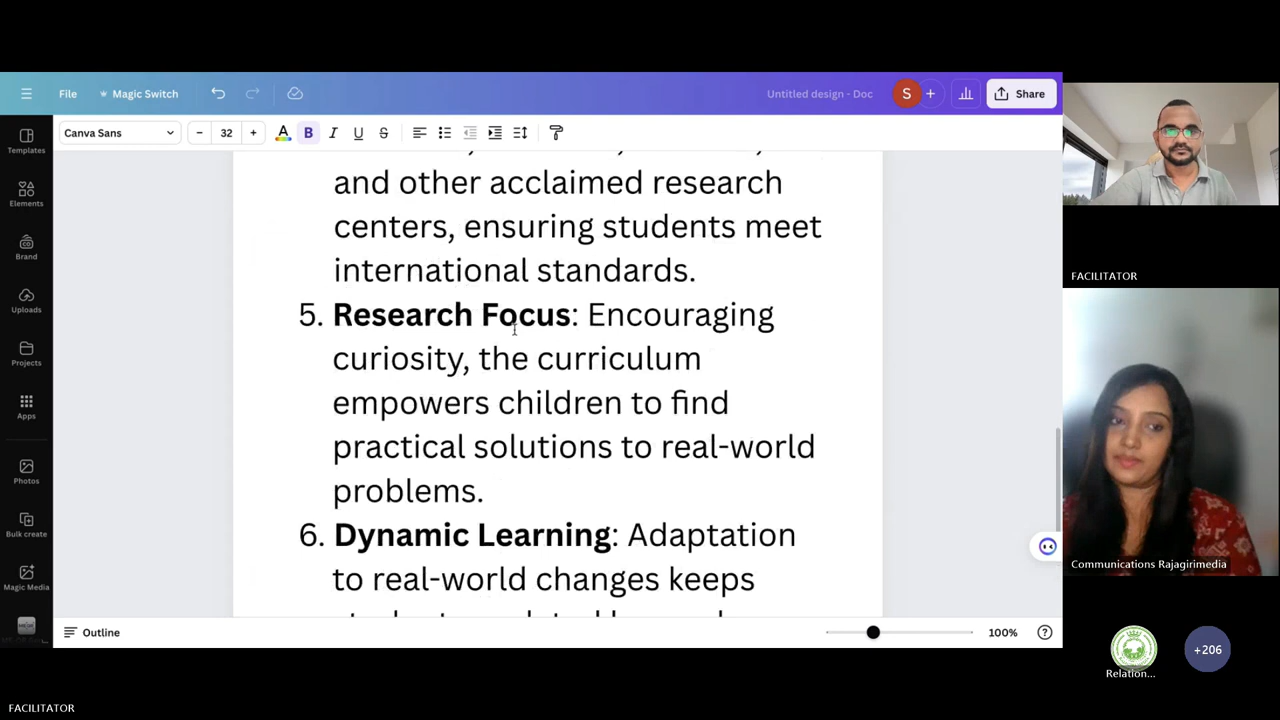 File
Magic Switch
Untitled design - Doc
S
+
Share
Canva Sans
− 32 +
A B I U S
Templates
Elements
Brand
Uploads
Projects
Apps
Photos
Bulk create
Magic Media
and other acclaimed research
centers, ensuring students meet
international standards.
5. Research Focus: Encouraging
curiosity, the curriculum
empowers children to find
practical solutions to real-world
problems.
6. Dynamic Learning: Adaptation
to real-world changes keeps
Outline
100%
?
FACILITATOR
Communications Rajagirimedia
Relation...
+206
FACILITATOR